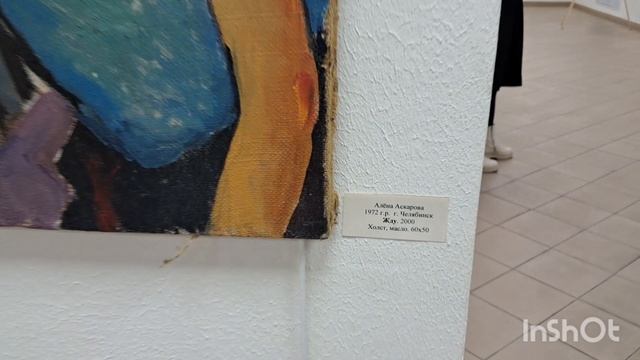 Алёна Аскарова
1972 г.р. г. Челябинск
Жду. 2000
Холст, масло. 60х50
InShOt